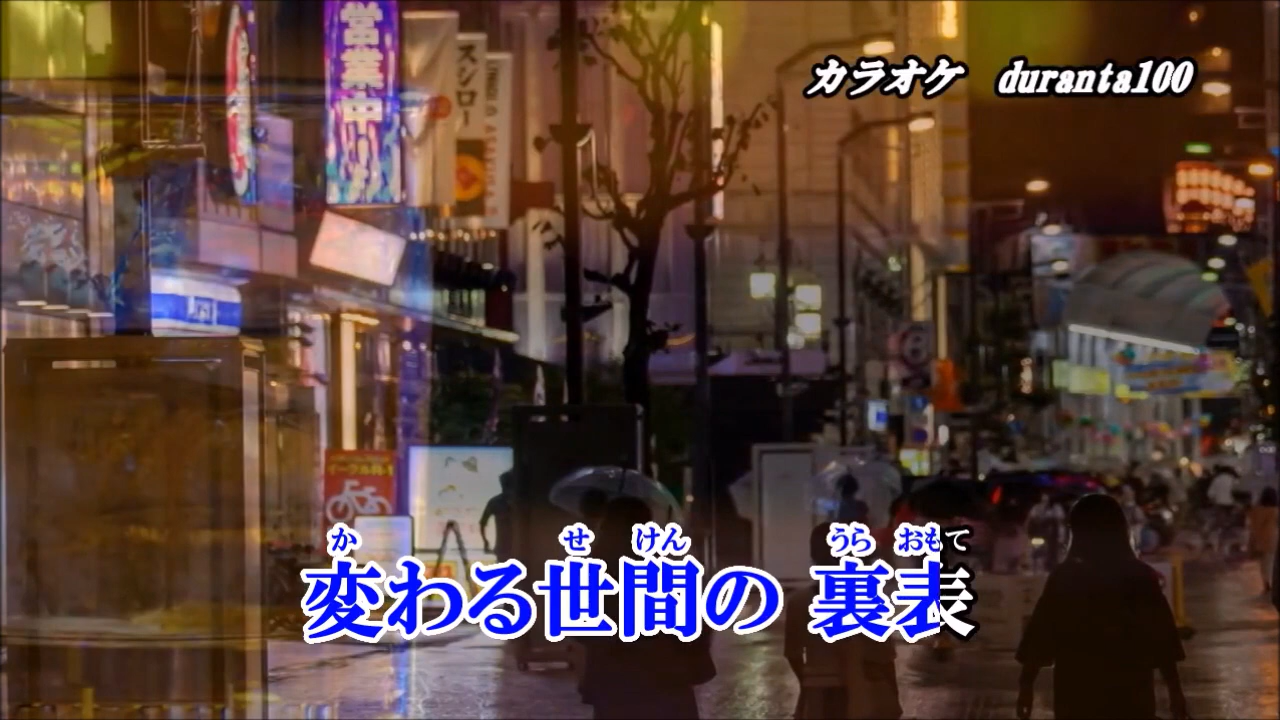 カラオケ　duranta100
営業中!!
スシロー
か　せ　けん　うら　おもて
変わる世間の 裏表